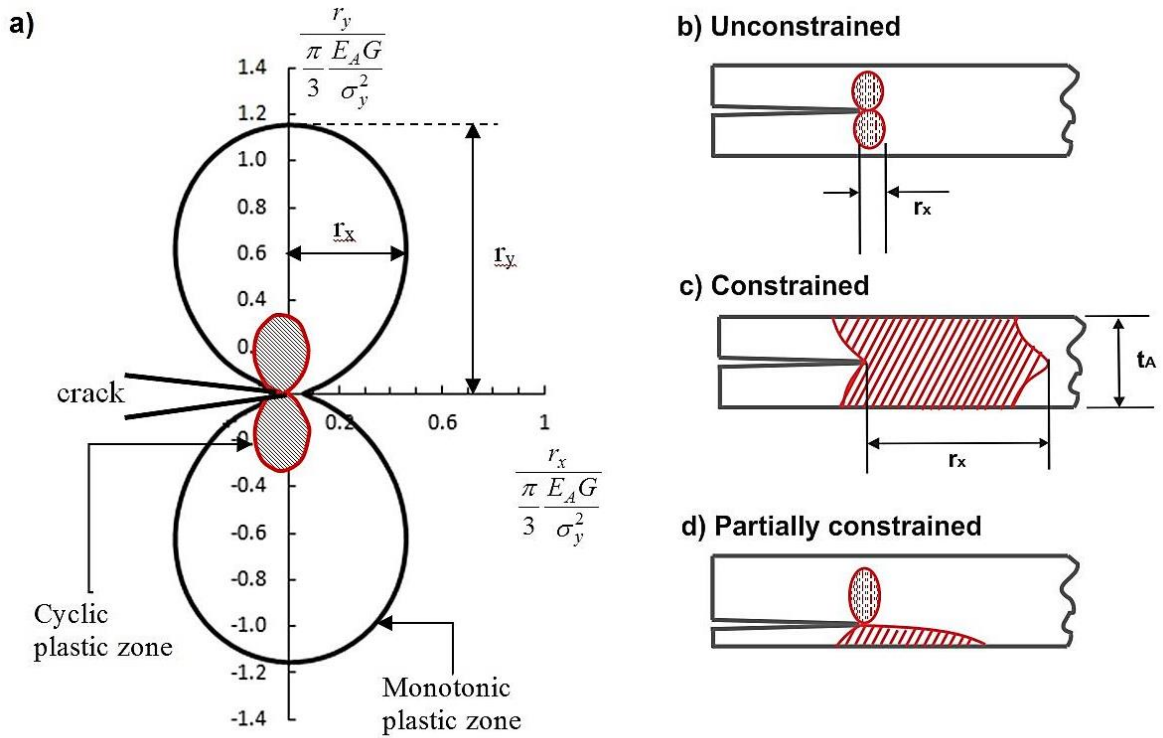 a)
r_y
π/3 E_A G/σ_y^2
1.4
1.2
1.0
0.8
0.6
0.4
0.
-0.4
-0.6
-0.8
-1.0
-1.2
-1.4
0.2
0.6
1
r_x
r_y
crack
r_x
π/3 E_A G/σ_y^2
Cyclic
plastic zone
Monotonic
plastic zone
b) Unconstrained
r_x
c) Constrained
t_A
r_x
d) Partially constrained